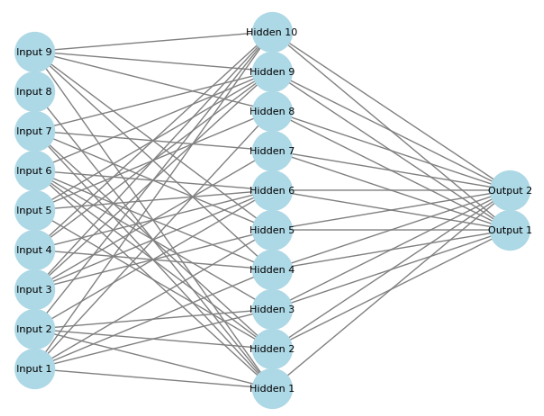 Input 9
Input 8
Input 7
Input 6
Input 5
Input 4
Input 3
Input 2
Input 1
Hidden 10
Hidden 9
Hidden 8
Hidden 7
Hidden 6
Hidden 5
Hidden 4
Hidden 3
Hidden 2
Hidden 1
Output 2
Output 1